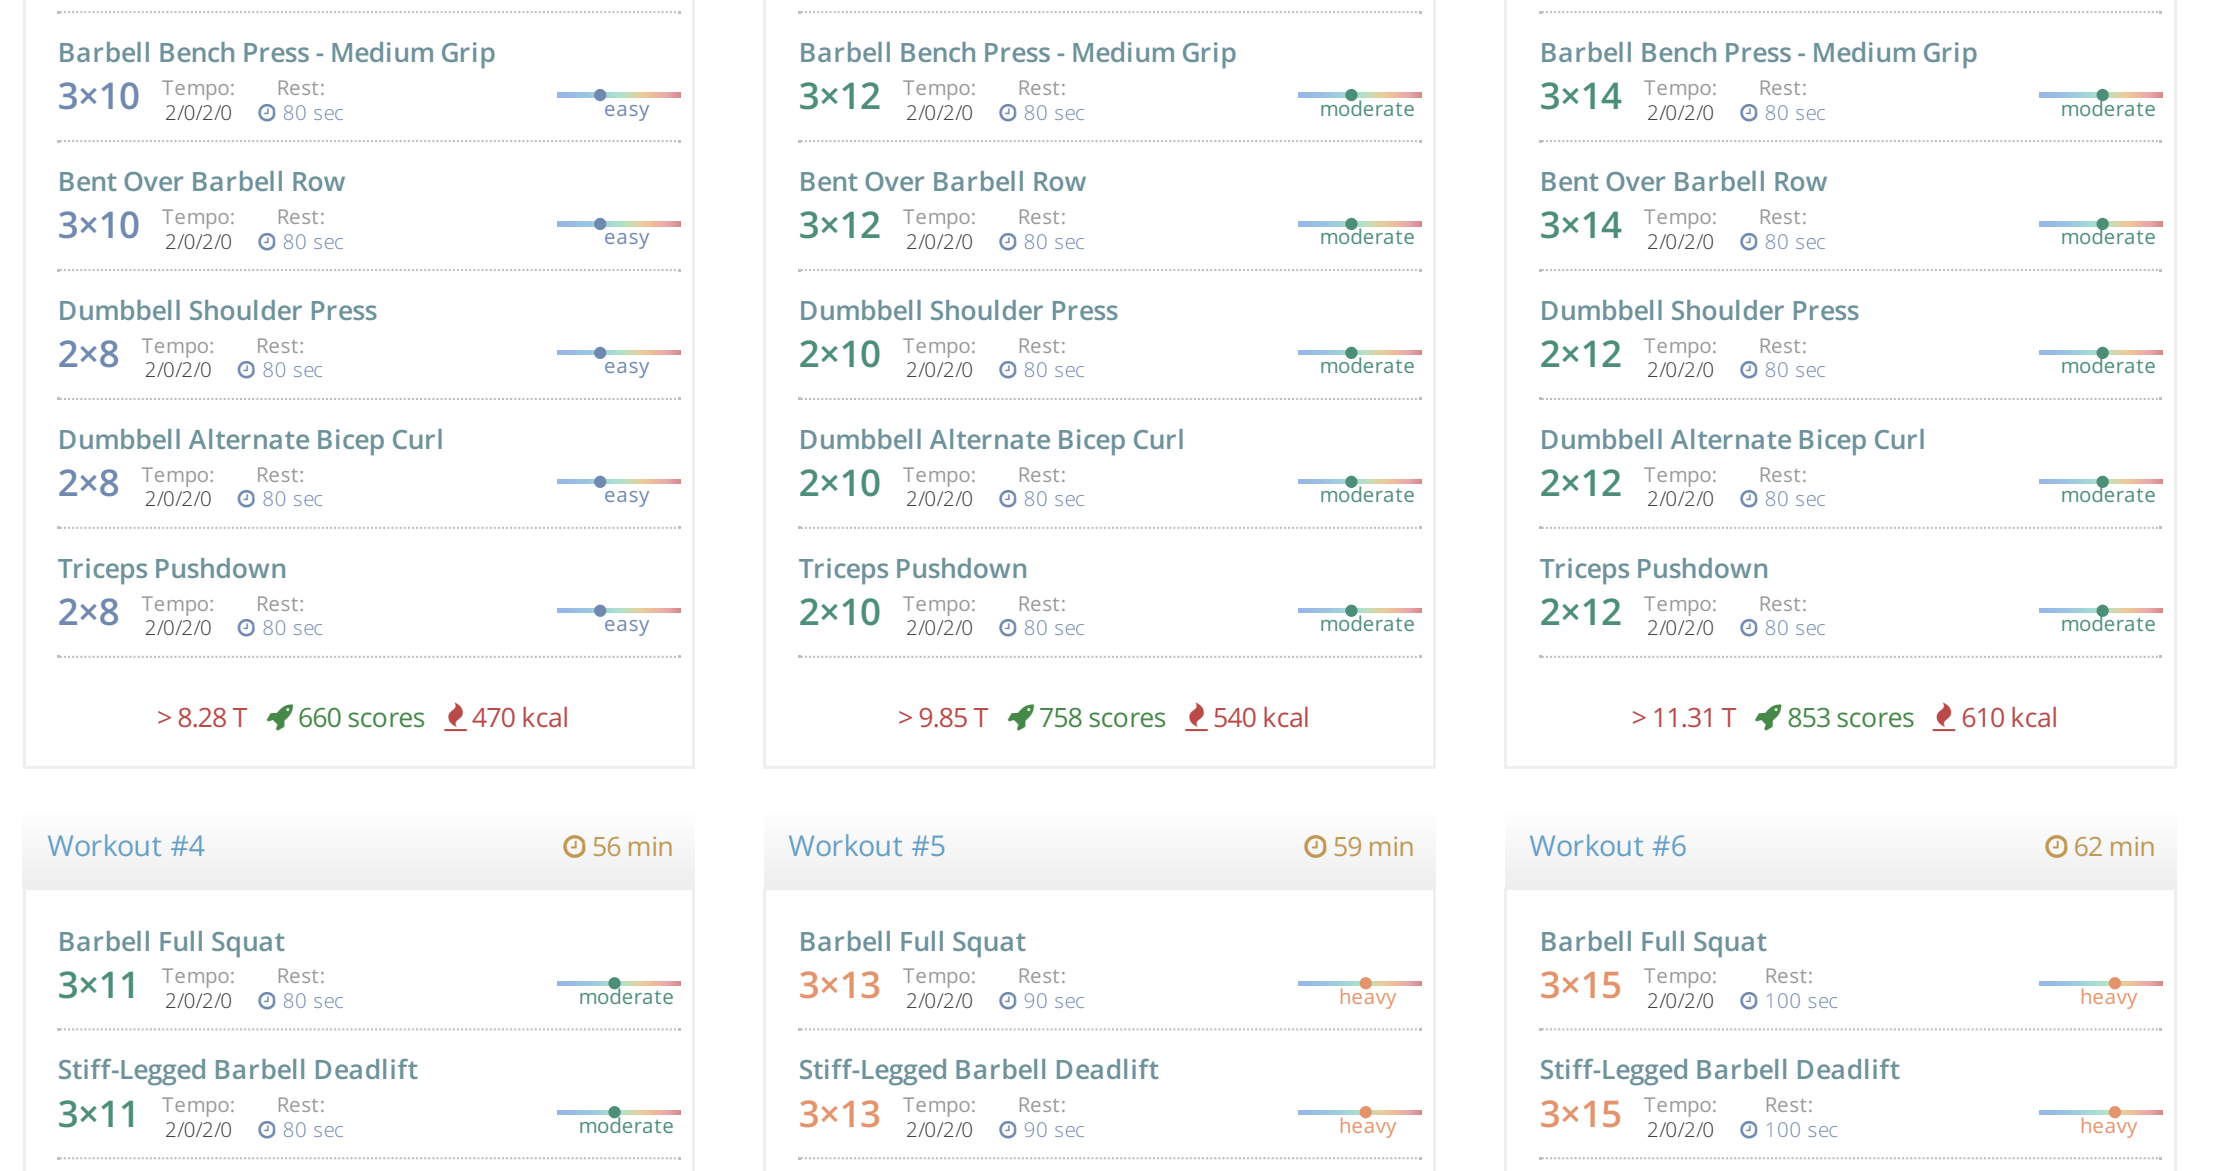 Barbell Bench Press - Medium Grip
3×10 Tempo: Rest:
2/0/2/0 80 sec easy
Bent Over Barbell Row
3×10 Tempo: Rest:
2/0/2/0 80 sec easy
Dumbbell Shoulder Press
2×8 Tempo: Rest:
2/0/2/0 80 sec easy
Dumbbell Alternate Bicep Curl
2×8 Tempo: Rest:
2/0/2/0 80 sec easy
Triceps Pushdown
2×8 Tempo: Rest:
2/0/2/0 80 sec easy
> 8.28 T 660 scores 470 kcal
Barbell Bench Press - Medium Grip
3×12 Tempo: Rest:
2/0/2/0 80 sec moderate
Bent Over Barbell Row
3×12 Tempo: Rest:
2/0/2/0 80 sec moderate
Dumbbell Shoulder Press
2×10 Tempo: Rest:
2/0/2/0 80 sec moderate
Dumbbell Alternate Bicep Curl
2×10 Tempo: Rest:
2/0/2/0 80 sec moderate
Triceps Pushdown
2×10 Tempo: Rest:
2/0/2/0 80 sec moderate
> 9.85 T 758 scores 540 kcal
Barbell Bench Press - Medium Grip
3×14 Tempo: Rest:
2/0/2/0 80 sec moderate
Bent Over Barbell Row
3×14 Tempo: Rest:
2/0/2/0 80 sec moderate
Dumbbell Shoulder Press
2×12 Tempo: Rest:
2/0/2/0 80 sec moderate
Dumbbell Alternate Bicep Curl
2×12 Tempo: Rest:
2/0/2/0 80 sec moderate
Triceps Pushdown
2×12 Tempo: Rest:
2/0/2/0 80 sec moderate
> 11.31 T 853 scores 610 kcal
Workout #4 56 min
Barbell Full Squat
3×11 Tempo: Rest:
2/0/2/0 80 sec moderate
Stiff-Legged Barbell Deadlift
3×11 Tempo: Rest:
2/0/2/0 80 sec moderate
Workout #5 59 min
Barbell Full Squat
3×13 Tempo: Rest:
2/0/2/0 90 sec heavy
Stiff-Legged Barbell Deadlift
3×13 Tempo: Rest:
2/0/2/0 90 sec heavy
Workout #6 62 min
Barbell Full Squat
3×15 Tempo: Rest:
2/0/2/0 100 sec heavy
Stiff-Legged Barbell Deadlift
3×15 Tempo: Rest:
2/0/2/0 100 sec heavy